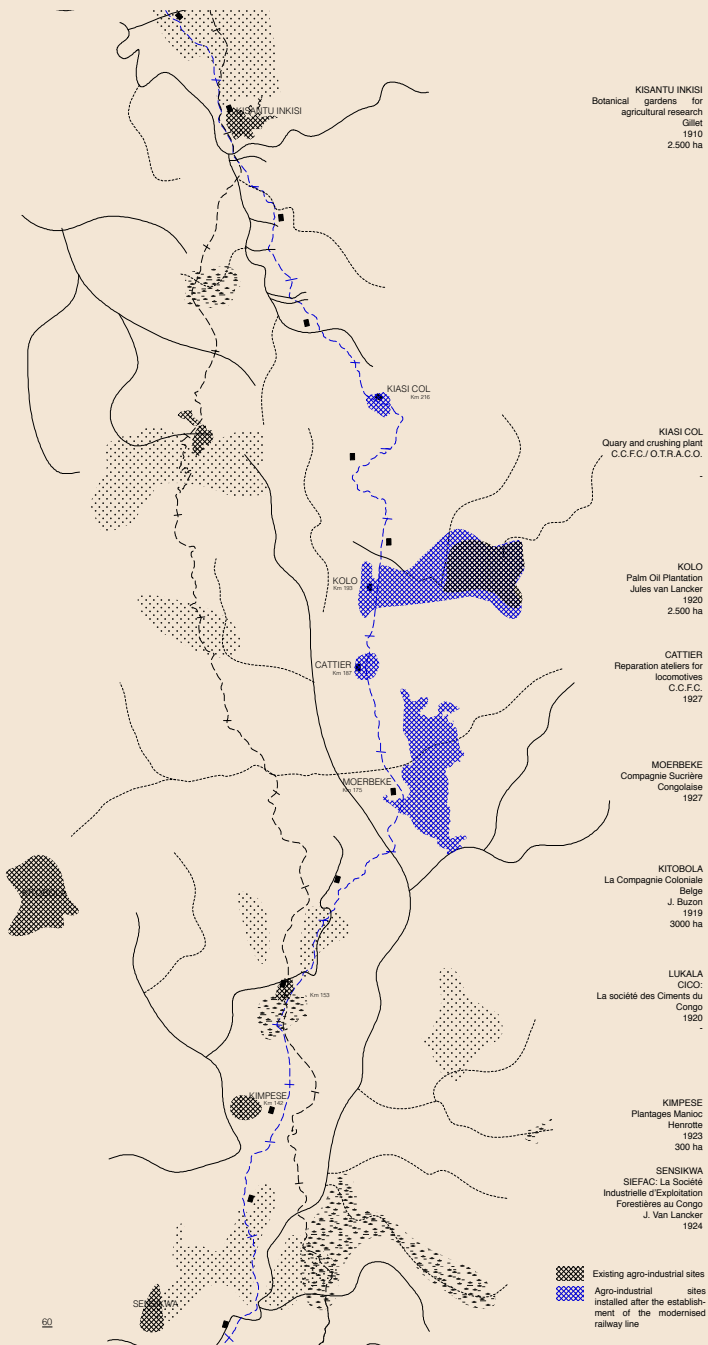 KISANTU INKISI
KIASI COL
Km 216
KOLO
Km 193
CATTIER
Km 187
MOERBEKE
Km 175
Km 153
KIMPESE
Km 142
SENSIKWA
60
KISANTU INKISI
Botanical gardens for
agricultural research
Gillet
1910
2.500 ha
KIASI COL
Quary and crushing plant
C.C.F.C./ O.T.R.A.C.O.
-
KOLO
Palm Oil Plantation
Jules van Lancker
1920
2.500 ha
CATTIER
Reparation ateliers for
locomotives
C.C.F.C.
1927
MOERBEKE
Compagnie Sucrière
Congolaise
1927
KITOBOLA
La Compagnie Coloniale
Belge
J. Buzon
1919
3000 ha
LUKALA
CICO:
La société des Ciments du
Congo
1920
-
KIMPESE
Plantages Manioc
Henrotte
1923
300 ha
SENSIKWA
SIEFAC: La Société
Industrielle d'Exploitation
Forestières au Congo
J. Van Lancker
1924
Existing agro-industrial sites
Agro-industrial sites
installed after the establish-
ment of the modernised
railway line